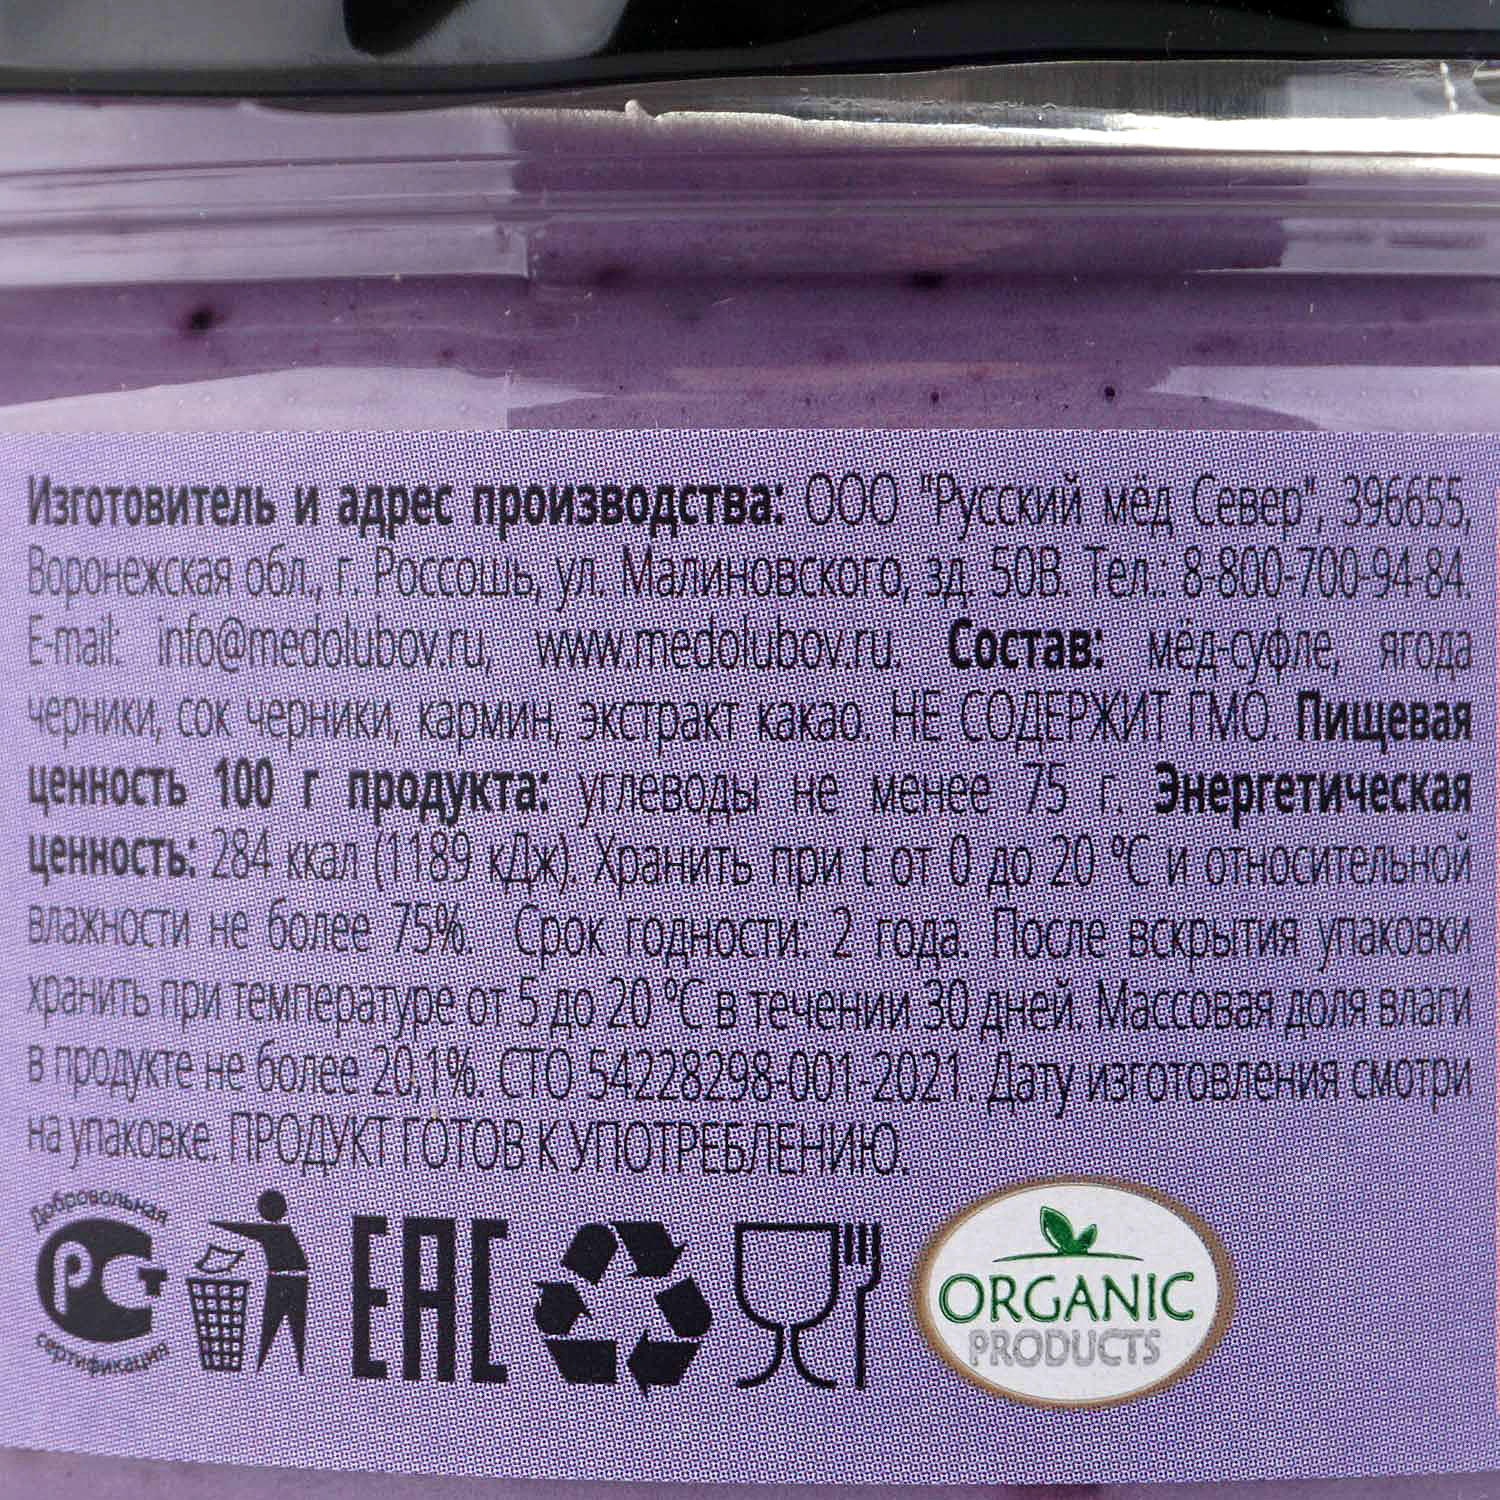 Изготовитель и адрес производства: ООО "Русский мёд Север", 396655,
Воронежская обл., г. Россошь, ул. Малиновского, зд. 50В. Тел.: 8-800-700-94-84.
E-mail: info@medolubov.ru, www.medolubov.ru. Состав: мёд-суфле, ягода
черники, сок черники, кармин, экстракт какао. НЕ СОДЕРЖИТ ГМО. Пищевая
ценность 100 г продукта: углеводы не менее 75 г. Энергетическая
ценность: 284 ккал (1189 кДж). Хранить при t от 0 до 20 °С и относительной
влажности не более 75%. Срок годности: 2 года. После вскрытия упаковки
хранить при температуре от 5 до 20 °С в течении 30 дней. Массовая доля влаги
в продукте не более 20,1%. СТО 54228298-001-2021. Дату изготовления смотри
на упаковке. ПРОДУКТ ГОТОВ К УПОТРЕБЛЕНИЮ.
Добровольная
РСТ
сертификация
EAC
ORGANIC
PRODUCTS